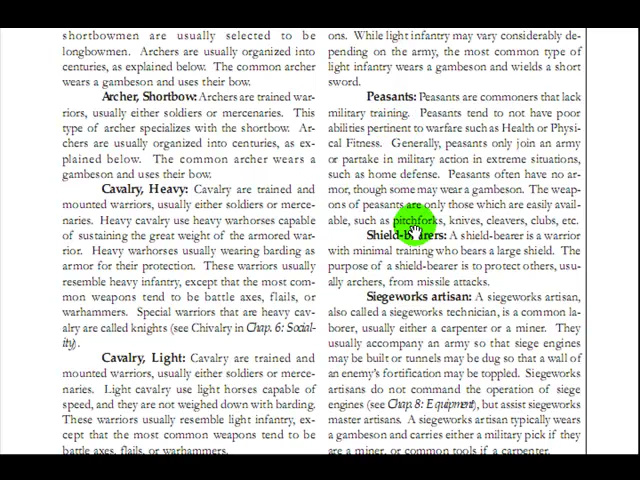 shortbowmen are usually selected to be
longbowmen. Archers are usually organized into
centuries, as explained below. The common archer
wears a gambeson and uses their bow.
Archer, Shortbow: Archers are trained war-
riors, usually either soldiers or mercenaries. This
type of archer specializes with the shortbow. Ar-
chers are usually organized into centuries, as ex-
plained below. The common archer wears a
gambeson and uses their bow.
Cavalry, Heavy: Cavalry are trained and
mounted warriors, usually either soldiers or merce-
naries. Heavy cavalry use heavy warhorses capable
of sustaining the great weight of the armored war-
rior. Heavy warhorses usually wearing barding as
armor for their protection. These warriors usually
resemble heavy infantry, except that the most com-
mon weapons tend to be battle axes, flails, or
warhammers. Special warriors that are heavy cav-
alry are called knights (see Chivalry in Chap. 6: Social-
ity).
Cavalry, Light: Cavalry are trained and
mounted warriors, usually either soldiers or merce-
naries. Light cavalry use light horses capable of
speed, and they are not weighed down with barding.
These warriors usually resemble light infantry, ex-
cept that the most common weapons tend to be
battle axes, flails, or warhammers.
ons. While light infantry may vary considerably de-
pending on the army, the most common type of
light infantry wears a gambeson and wields a short
sword.
Peasants: Peasants are commoners that lack
military training. Peasants tend to not have poor
abilities pertinent to warfare such as Health or Physi-
cal Fitness. Generally, peasants only join an army
or partake in military action in extreme situations,
such as home defense. Peasants often have no ar-
mor, though some may wear a gambeson. The weap-
ons of peasants are only those which are easily avail-
able, such as pitchforks, knives, cleavers, clubs, etc.
Shield-bearers: A shield-bearer is a warrior
with minimal training who bears a large shield. The
purpose of a shield-bearer is to protect others, usu-
ally archers, from missile attacks.
Siegeworks artisan: A siegeworks artisan,
also called a siegeworks technician, is a common la-
borer, usually either a carpenter or a miner. They
usually accompany an army so that siege engines
may be built or tunnels may be dug so that a wall of
an enemy's fortification may be toppled. Siegeworks
artisans do not command the operation of siege
engines (see Chap. 8: Equipment), but assist siegeworks
master artisans. A siegeworks artisan typically wears
a gambeson and carries either a military pick if they
are a miner, or common tools if a carpenter.